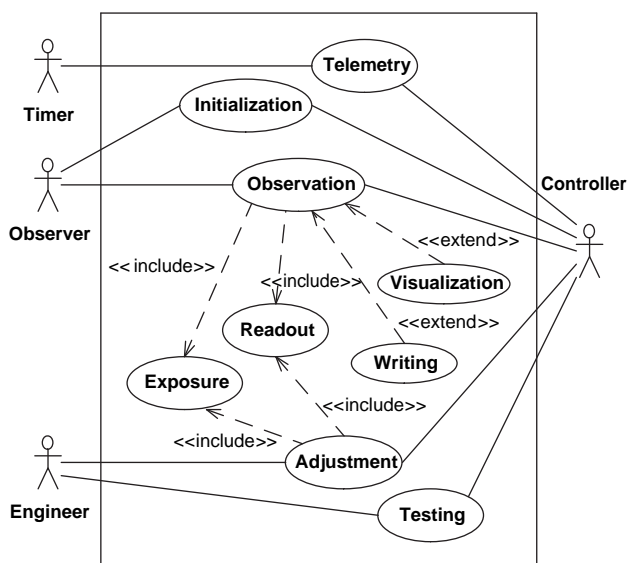 Telemetry
Timer
Initialization
Observation
Controller
Observer
<<extend>>
<<include>>
<<include>>
Visualization
Readout
<<extend>>
Writing
Exposure
<<include>>
<<include>>
Adjustment
Engineer
Testing